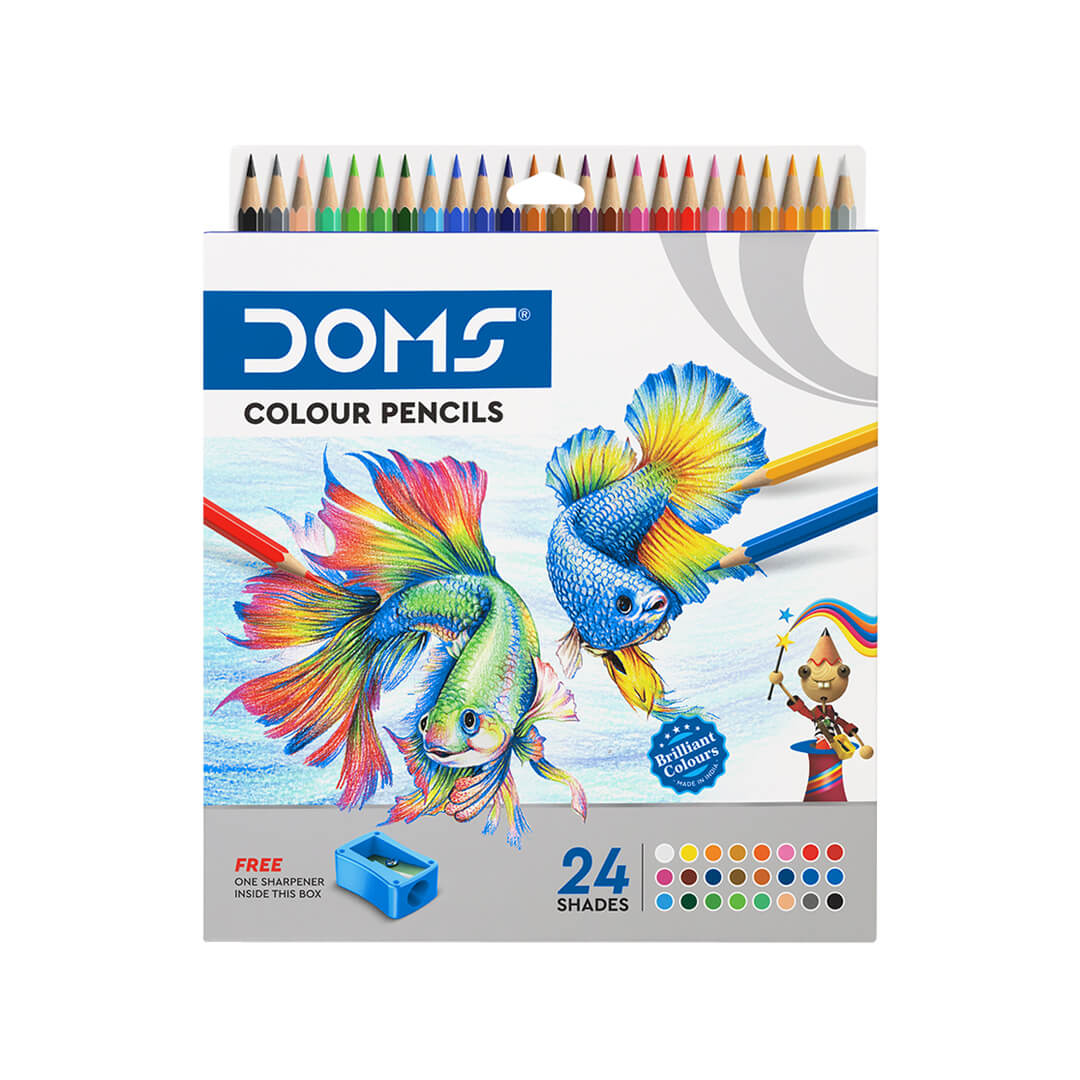 DOMS®
COLOUR PENCILS
Brilliant
Colours
MADE IN INDIA
FREE
ONE SHARPENER
INSIDE THIS BOX
24
SHADES